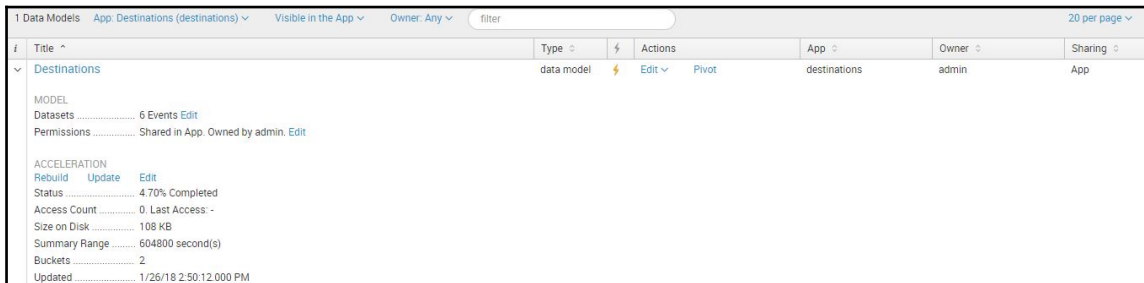 1 Data Models App: Destinations (destinations) Visible in the App Owner: Any filter 20 per page
i Title Type Actions App Owner Sharing
Destinations data model Edit Pivot destinations admin App
MODEL
Datasets ........................ 6 Events Edit
Permissions ................ Shared in App. Owned by admin. Edit
ACCELERATION
Rebuild Update Edit
Status .......................... 4.70% Completed
Access Count .............. 0. Last Access: -
Size on Disk ................. 108 KB
Summary Range ......... 604800 second(s)
Buckets ........................ 2
Updated ....................... 1/26/18 2:50:12.000 PM